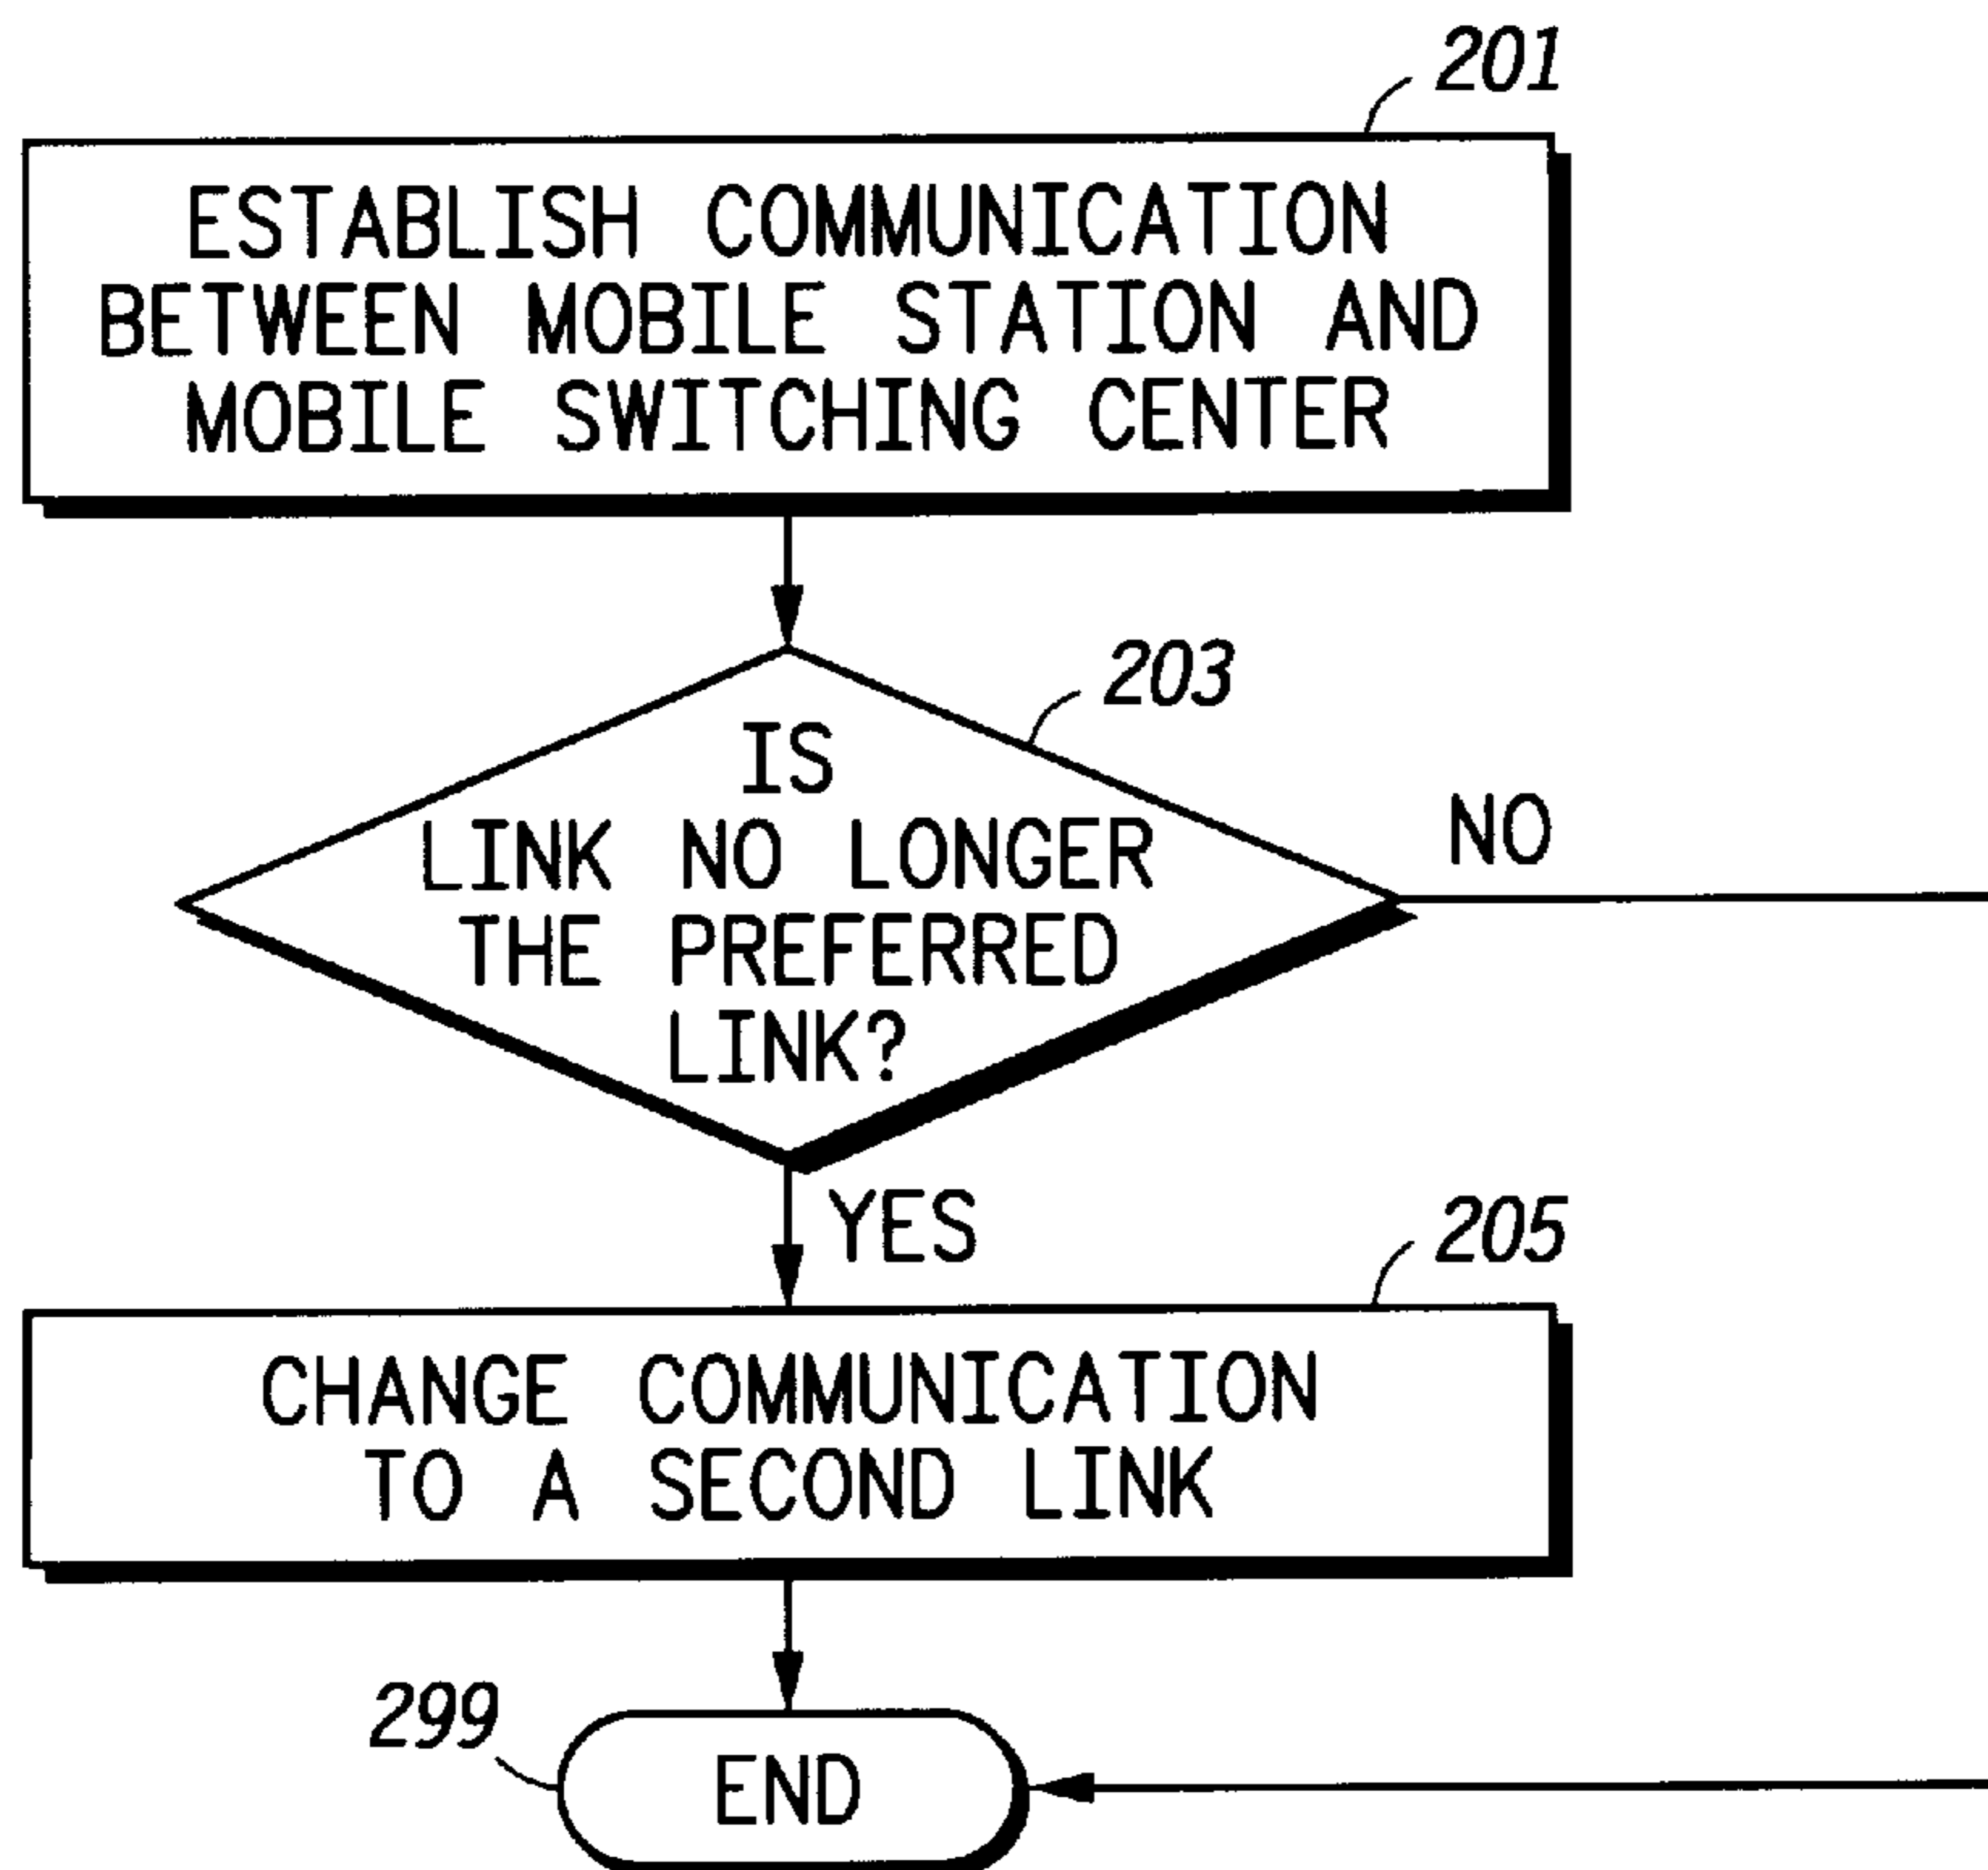 201
ESTABLISH COMMUNICATION
BETWEEN MOBILE STATION AND
MOBILE SWITCHING CENTER
203
IS
LINK NO LONGER
THE PREFERRED
LINK?
NO
YES
205
CHANGE COMMUNICATION
TO A SECOND LINK
299
END